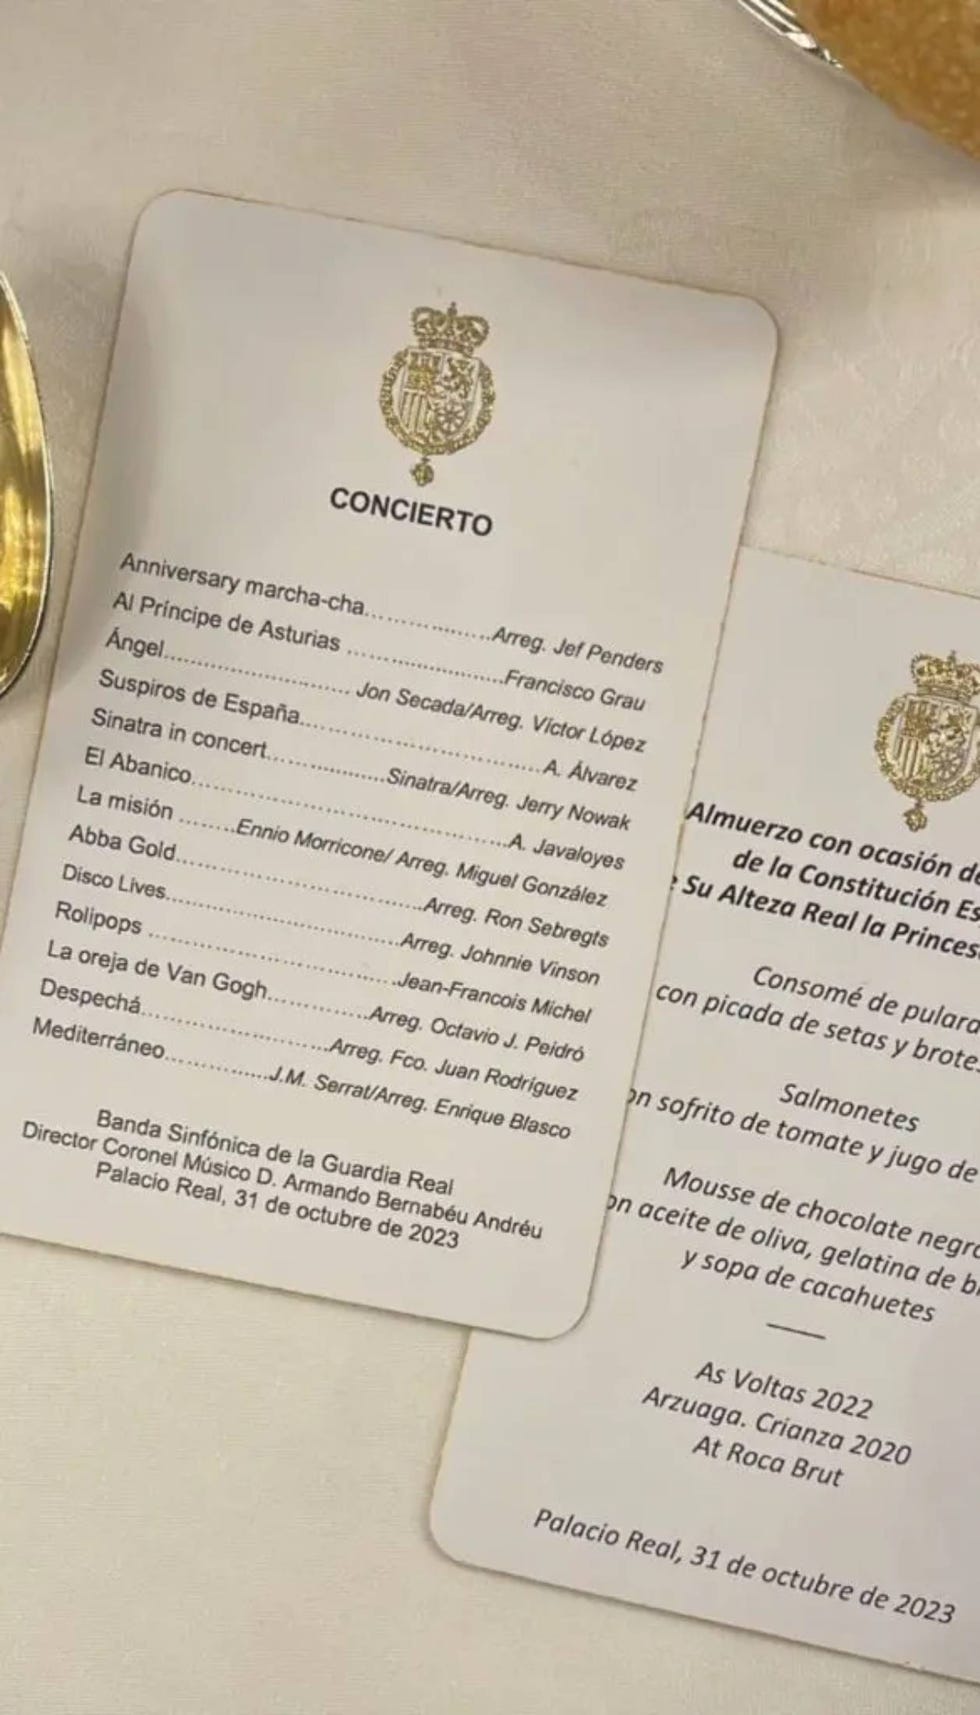 CONCIERTO
Anniversary marcha-cha..................Arreg. Jef Penders
Al Príncipe de Asturias .......................Francisco Grau
Ángel........................... Jon Secada/Arreg. Víctor López
Suspiros de España...................................A. Álvarez
Sinatra in concert.................Sinatra/Arreg. Jerry Nowak
El Abanico.............................................A. Javaloyes
La misión ........Ennio Morricone/ Arreg. Miguel González
Abba Gold...................................Arreg. Ron Sebregts
Disco Lives.................................Arreg. Johnnie Vinson
Rolipops ...................................Jean-Francois Michel
La oreja de Van Gogh...............Arreg. Octavio J. Peidró
Despechá...........................Arreg. Fco. Juan Rodríguez
Mediterráneo...............J.M. Serrat/Arreg. Enrique Blasco
Banda Sinfónica de la Guardia Real
Director Coronel Músico D. Armando Bernabéu Andréu
Palacio Real, 31 de octubre de 2023
Almuerzo con ocasión
de la Constitución
Su Alteza Real la
Consomé de
con picada de setas y
Salmonetes
sofrito de tomate y jugo de
Mousse de chocolate
aceite de oliva, gelatina de
y sopa de cacahuetes
As Voltas 2022
Arzuaga. Crianza 2020
At Roca Brut
Palacio Real, 31 de octubre de 2023